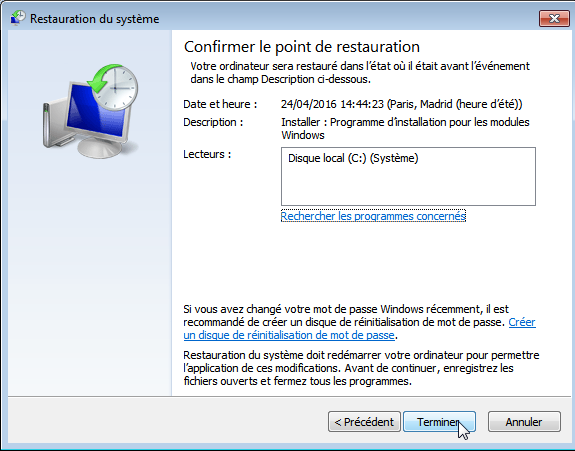 Restauration du système
Confirmer le point de restauration
Votre ordinateur sera restauré dans l'état où il était avant l'événement
dans le champ Description ci-dessous.
Date et heure : 24/04/2016 14:44:23 (Paris, Madrid (heure d'été))
Description : Installer : Programme d'installation pour les modules
Windows
Lecteurs :
Disque local (C:) (Système)
Rechercher les programmes concernés
Si vous avez changé votre mot de passe Windows récemment, il est
recommandé de créer un disque de réinitialisation de mot de passe. Créer
un disque de réinitialisation de mot de passe.
Restauration du système doit redémarrer votre ordinateur pour permettre
l'application de ces modifications. Avant de continuer, enregistrez les
fichiers ouverts et fermez tous les programmes.
< Précédent Terminer Annuler